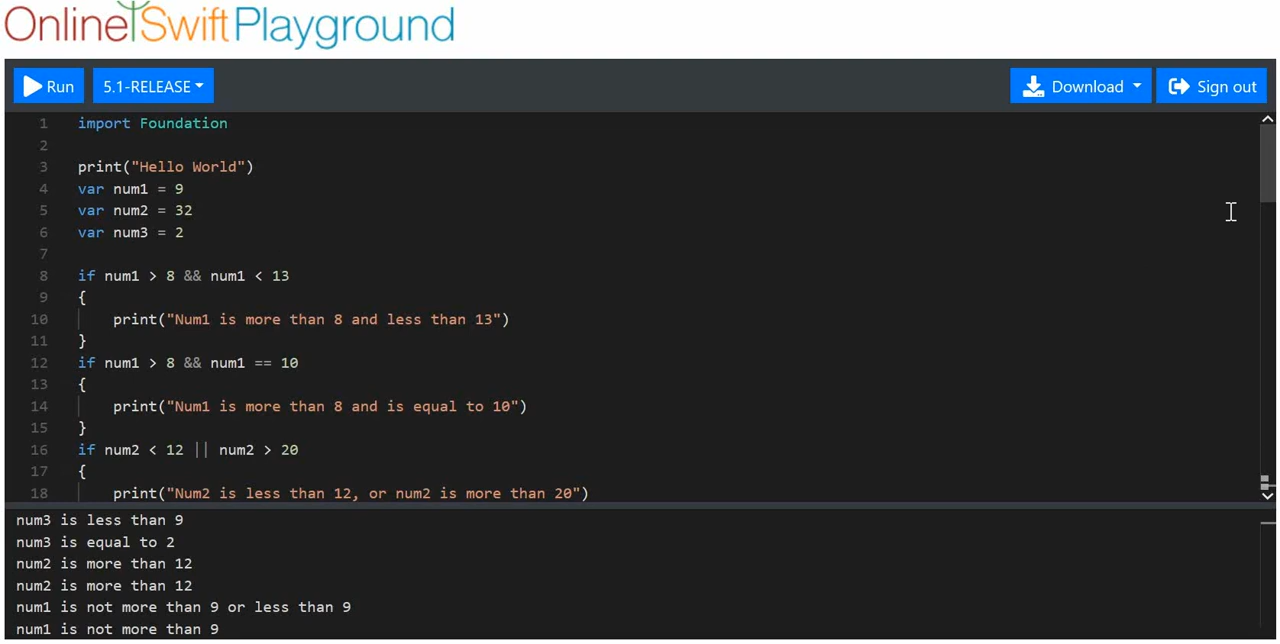 OnlineSwiftPlayground
Run 5.1-RELEASE Download Sign out
1 import Foundation
2
3 print("Hello World")
4 var num1 = 9
5 var num2 = 32
6 var num3 = 2
7
8 if num1 > 8 && num1 < 13
9 {
10 print("Num1 is more than 8 and less than 13")
11 }
12 if num1 > 8 && num1 == 10
13 {
14 print("Num1 is more than 8 and is equal to 10")
15 }
16 if num2 < 12 || num2 > 20
17 {
18 print("Num2 is less than 12, or num2 is more than 20")
num3 is less than 9
num3 is equal to 2
num2 is more than 12
num2 is more than 12
num1 is not more than 9 or less than 9
num1 is not more than 9